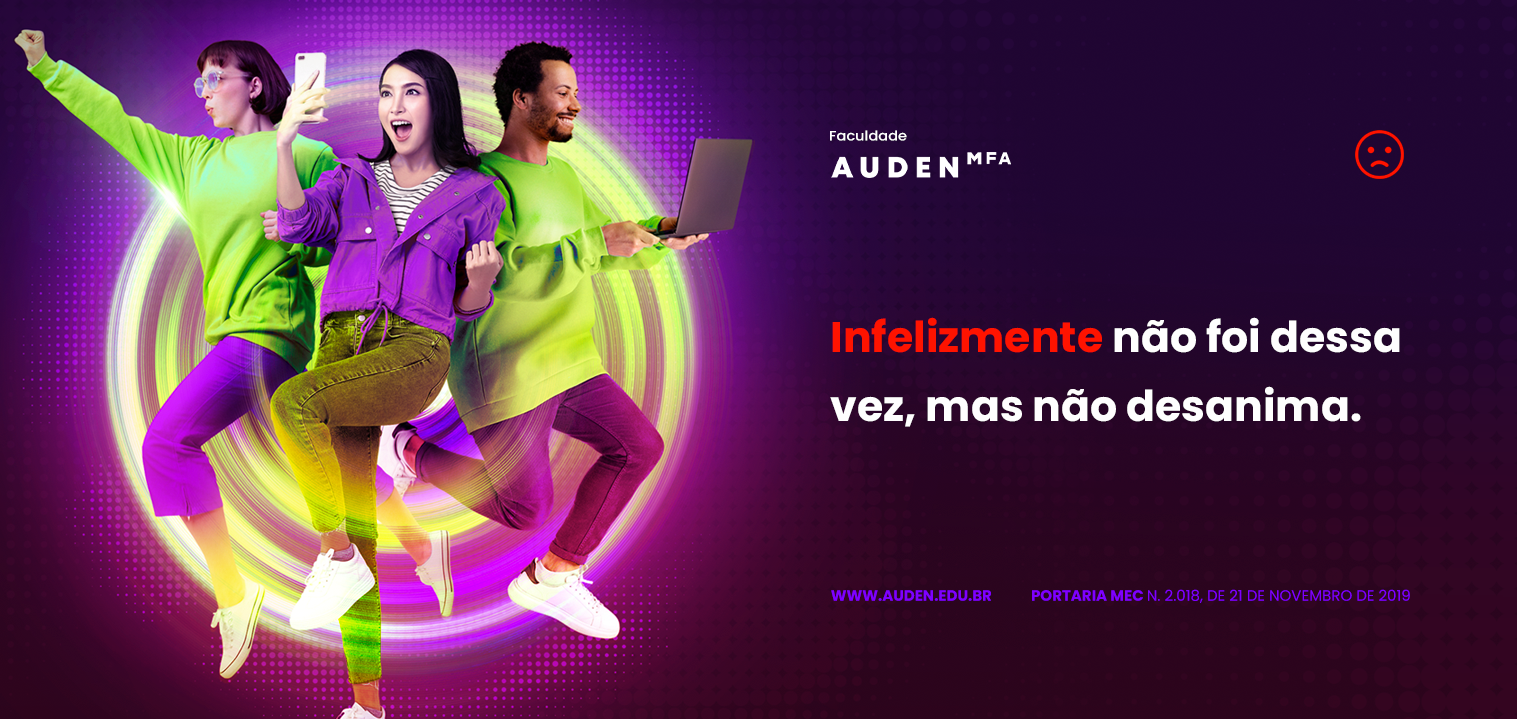 Faculdade
AUDEN MFA
Infelizmente não foi dessa
vez, mas não desanima.
WWW.AUDEN.EDU.BR PORTARIA MEC N. 2.018, DE 21 DE NOVEMBRO DE 2019